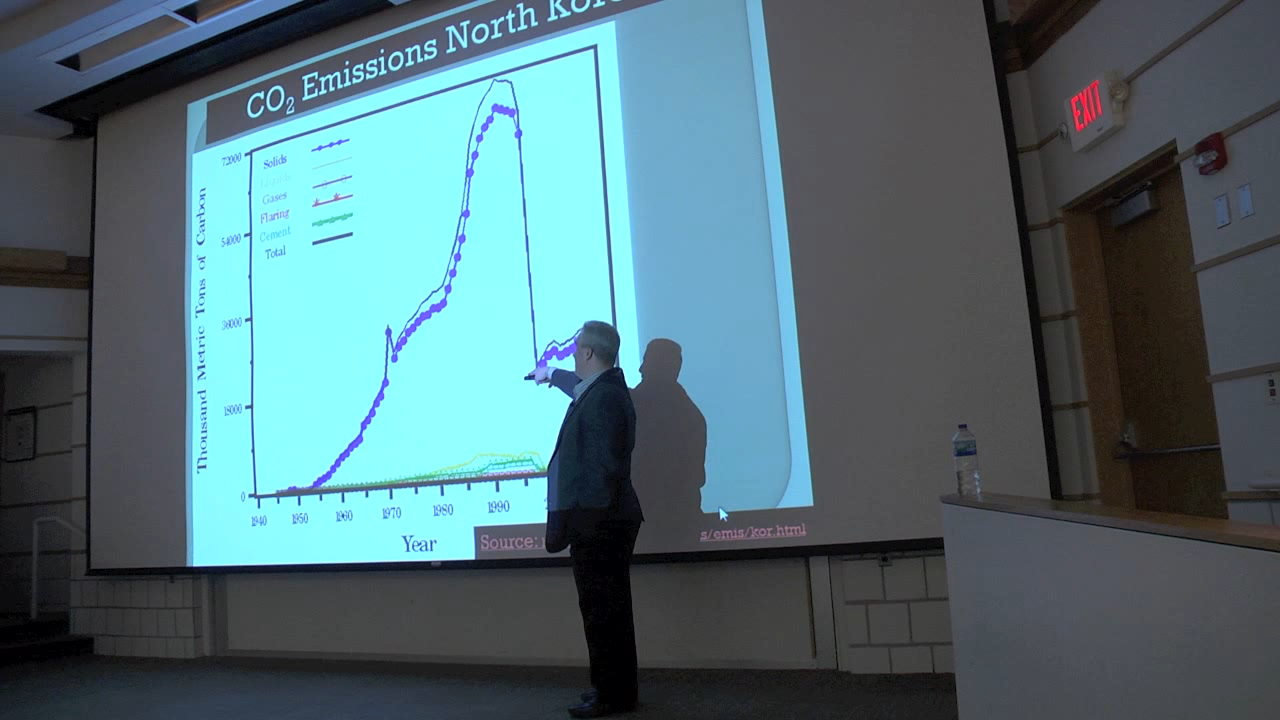 CO2 Emissions North Kor
Thousand Metric Tons of Carbon
72000
54000
36000
18000
0
Solids
Liquids
Gases
Flaring
Cement
Total
1940 1950 1960 1970 1980 1990
Year
Source:
s/emis/kor.html
EXIT